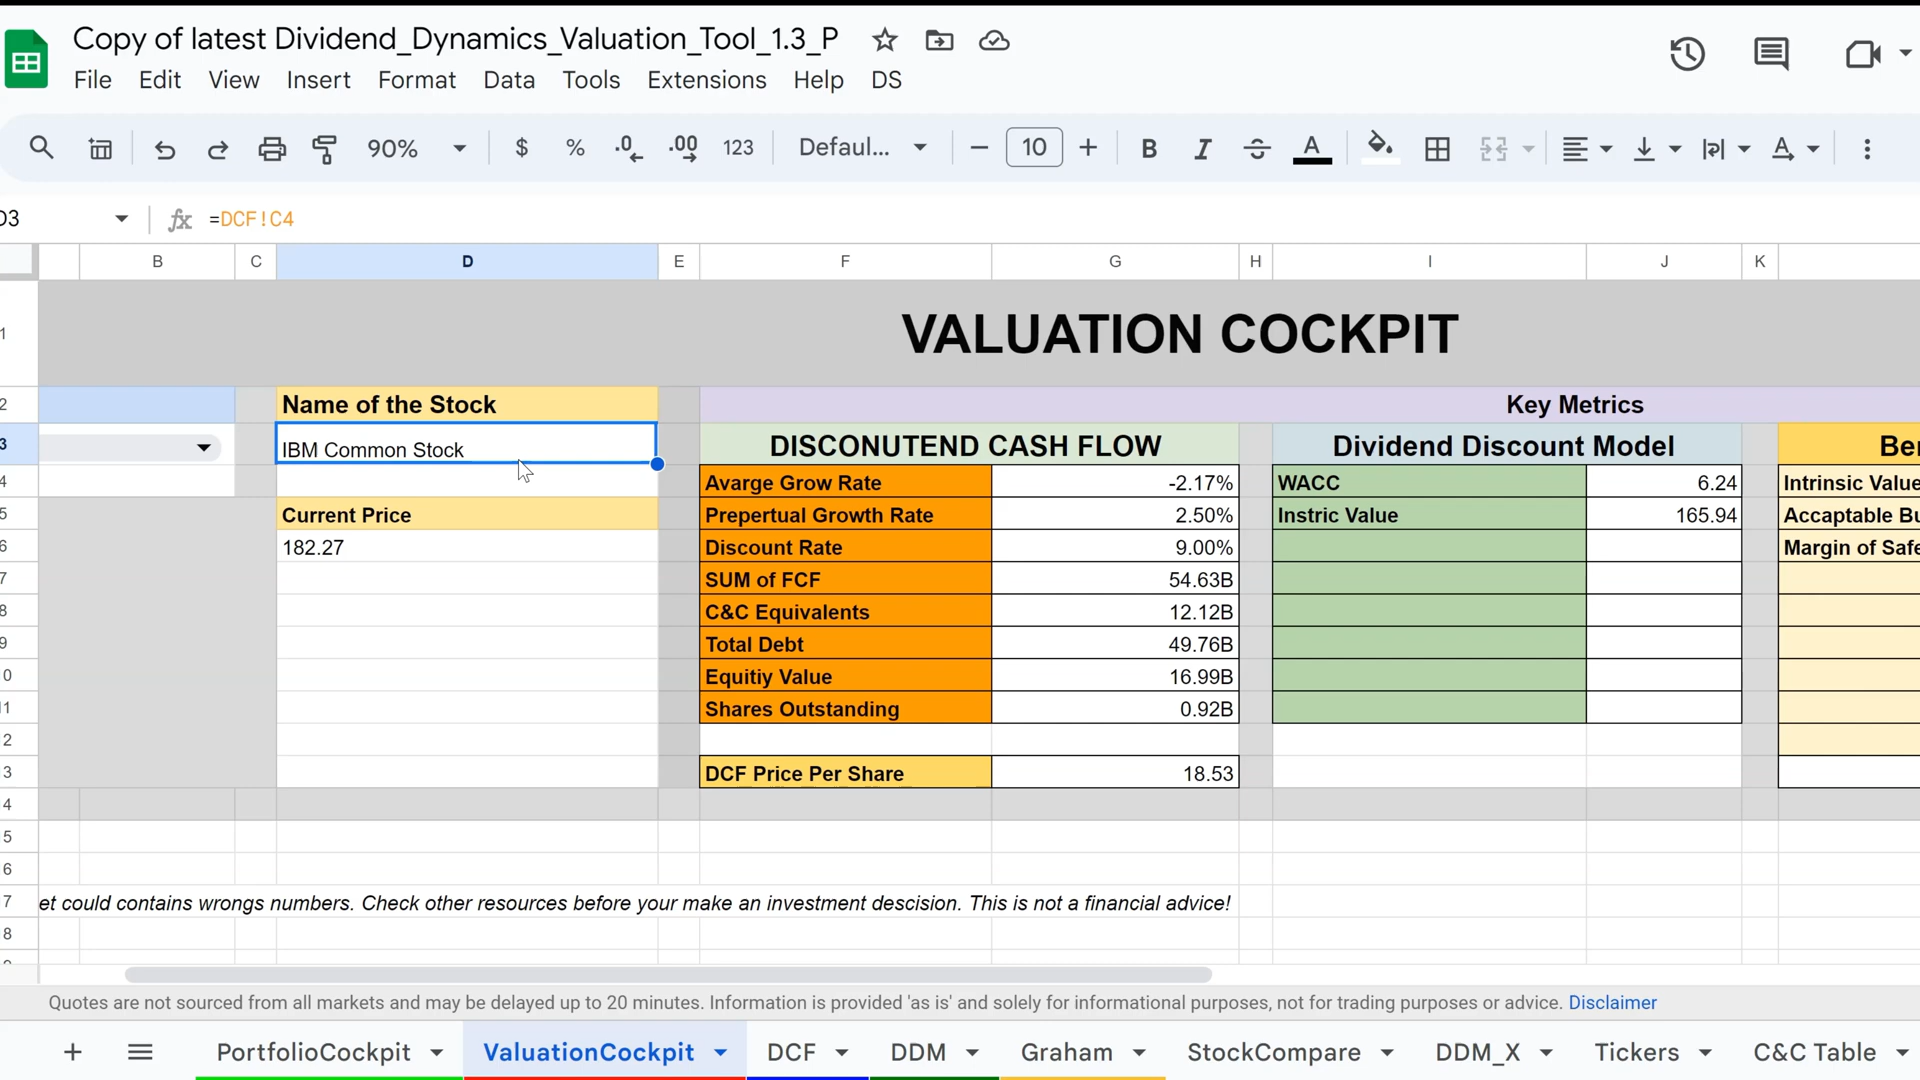 Copy of latest Dividend_Dynamics_Valuation_Tool_1.3_P
File Edit View Insert Format Data Tools Extensions Help DS
90% $ % .0 .00 123 Defaul... 10 B I S A
=DCF!C4
B C D E F G H I J K
VALUATION COCKPIT
Name of the Stock Key Metrics
IBM Common Stock DISCONUTEND CASH FLOW Dividend Discount Model
Avarge Grow Rate -2.17% WACC 6.24 Intrinsic Value
Current Price Prepertual Growth Rate 2.50% Instric Value 165.94
182.27 Discount Rate 9.00% Margin of
SUM of FCF 54.63B
C&C Equivalents 12.12B
Total Debt 49.76B
Equitiy Value 16.99B
Shares Outstanding 0.92B
DCF Price Per Share 18.53
could contains wrongs numbers. Check other resources before your make an investment descision. This is not a financial advice!
Quotes are not sourced from all markets and may be delayed up to 20 minutes. Information is provided 'as is' and solely for informational purposes, not for trading purposes or advice. Disclaimer
PortfolioCockpit ValuationCockpit DCF DDM Graham StockCompare DDM_X Tickers C&C Table